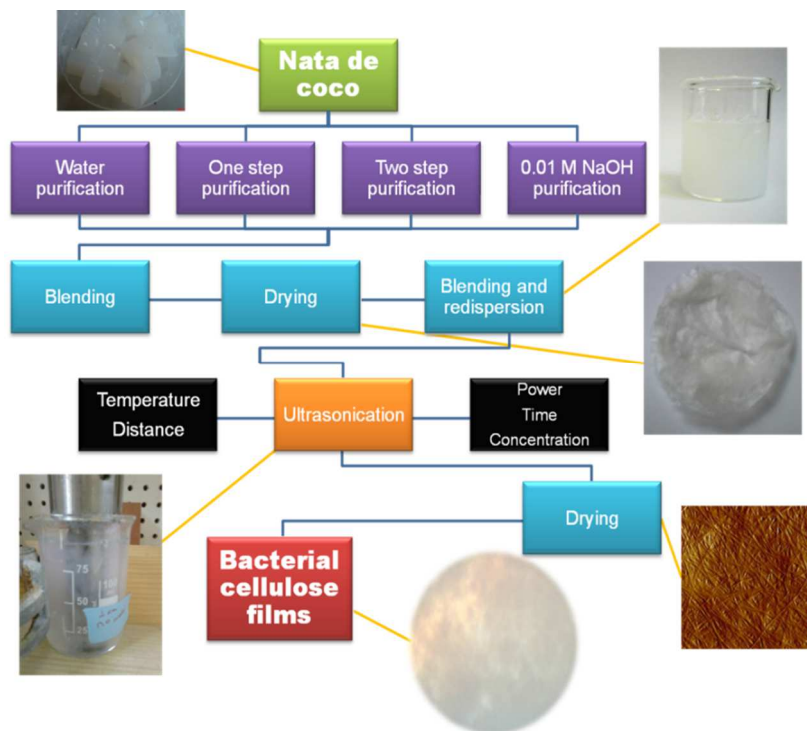 Nata de
coco
Water
purification
One step
purification
Two step
purification
0.01 M NaOH
purification
Blending
Drying
Blending and
redispersion
Temperature
Distance
Ultrasonication
Power
Time
Concentration
Drying
Bacterial
cellulose
films
75
100
50
25